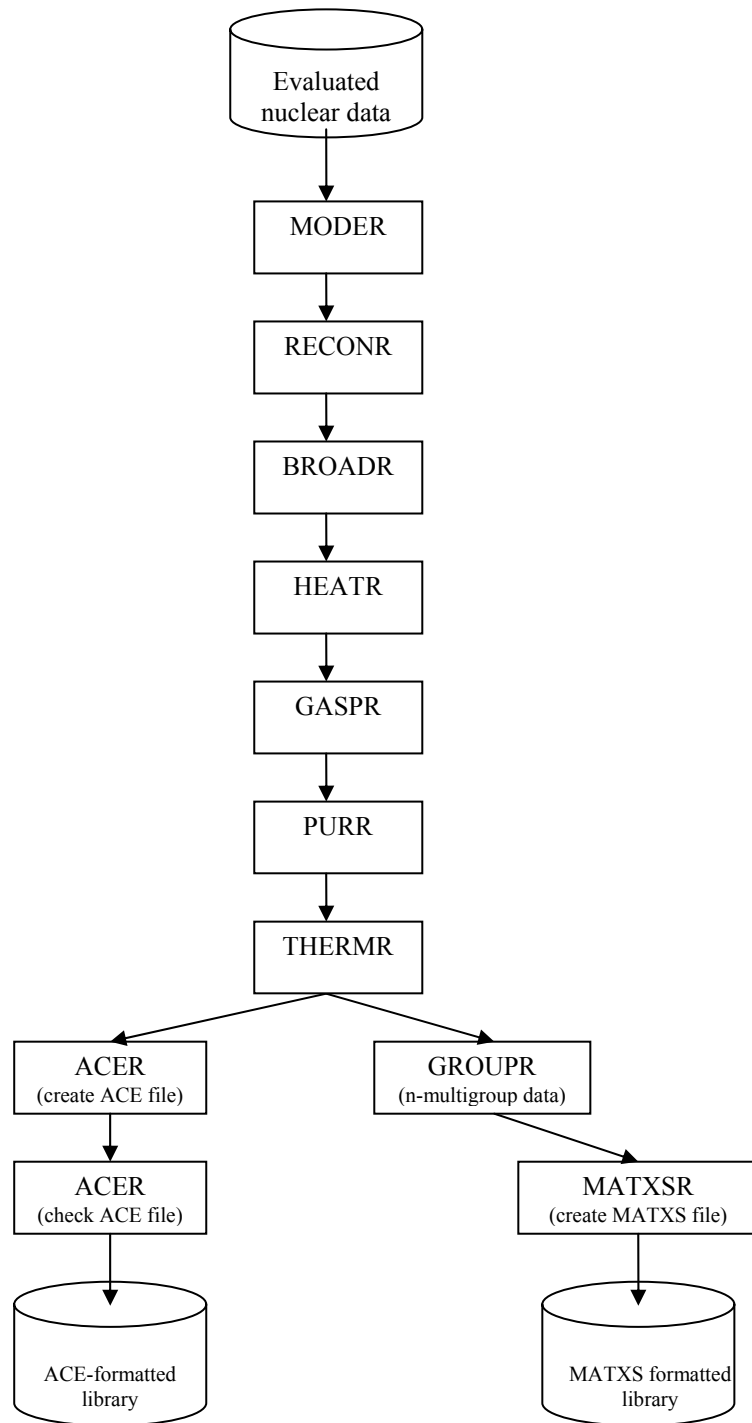 Evaluated
nuclear data
MODER
RECONR
BROADR
HEATR
GASPR
PURR
THERMR
ACER
(create ACE file)
GROUPR
(n-multigroup data)
ACER
(check ACE file)
MATXSR
(create MATXS file)
ACE-formatted
library
MATXS formatted
library